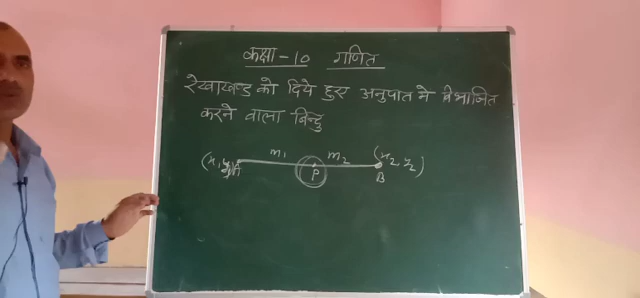 कक्षा - 10 गणित
रेखाखण्ड को दिये हुए अनुपात मे विभाजित
करने वाला बिन्दु
m₁ m₂ (x₂, y₂)
A P B